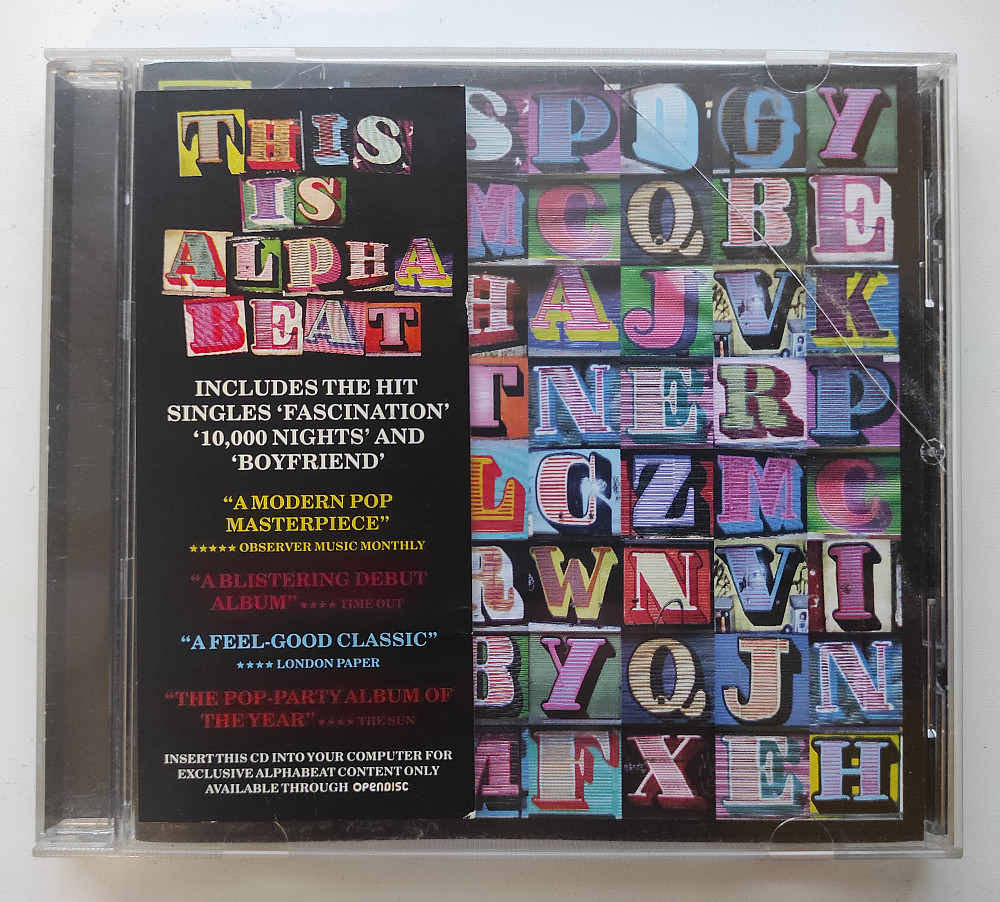 THIS
IS
ALPHA
BEAT
INCLUDES THE HIT
SINGLES ‘FASCINATION’
‘10,000 NIGHTS’ AND
‘BOYFRIEND’
“A MODERN POP
MASTERPIECE”
★★★★★ OBSERVER MUSIC MONTHLY
“A BLISTERING DEBUT
ALBUM” ★★★★ TIME OUT
“A FEEL-GOOD CLASSIC”
★★★★ LONDON PAPER
“THE POP-PARTY ALBUM OF
THE YEAR” ★★★★ THE SUN
INSERT THIS CD INTO YOUR COMPUTER FOR
EXCLUSIVE ALPHABEAT CONTENT ONLY
AVAILABLE THROUGH OPENDISC
S P D G Y
M C Q B E
H A J V K
T N E R P
L C Z M C
R W N V I
B Y Q J N
F X E H